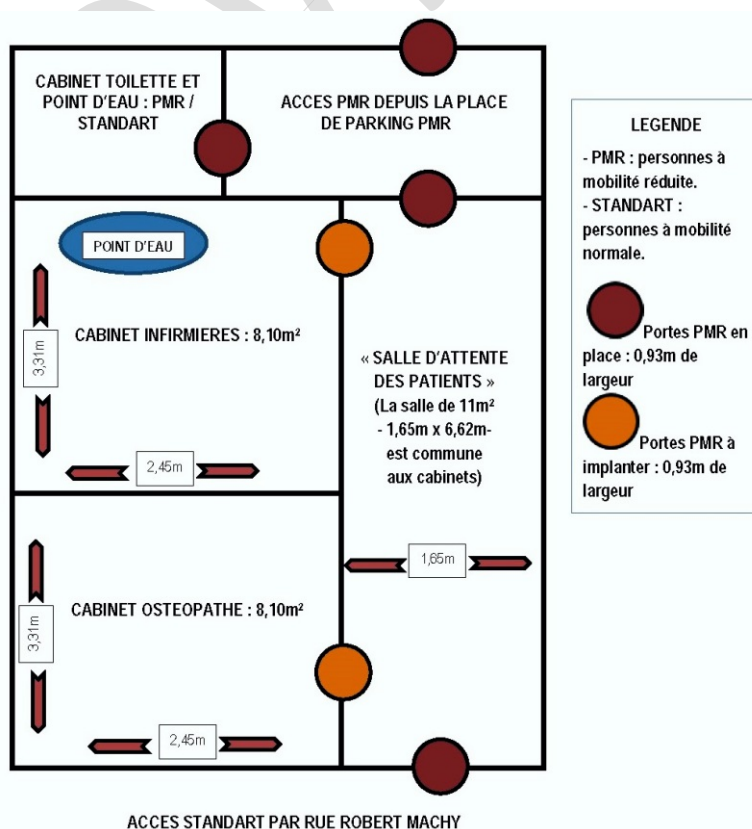 CABINET TOILETTE ET
POINT D'EAU : PMR /
STANDART
ACCES PMR DEPUIS LA PLACE
DE PARKING PMR
POINT D'EAU
CABINET INFIRMIERES : 8,10m²
3,31m
2,45m
« SALLE D'ATTENTE
DES PATIENTS »
(La salle de 11m²
- 1,65m x 6,62m-
est commune
aux cabinets)
1,65m
CABINET OSTEOPATHE : 8,10m²
3,31m
2,45m
ACCES STANDART PAR RUE ROBERT MACHY
LEGENDE
- PMR : personnes à
mobilité réduite.
- STANDART :
personnes à mobilité
normale.
Portes PMR en
place : 0,93m de
largeur
Portes PMR à
implanter : 0,93m de
largeur